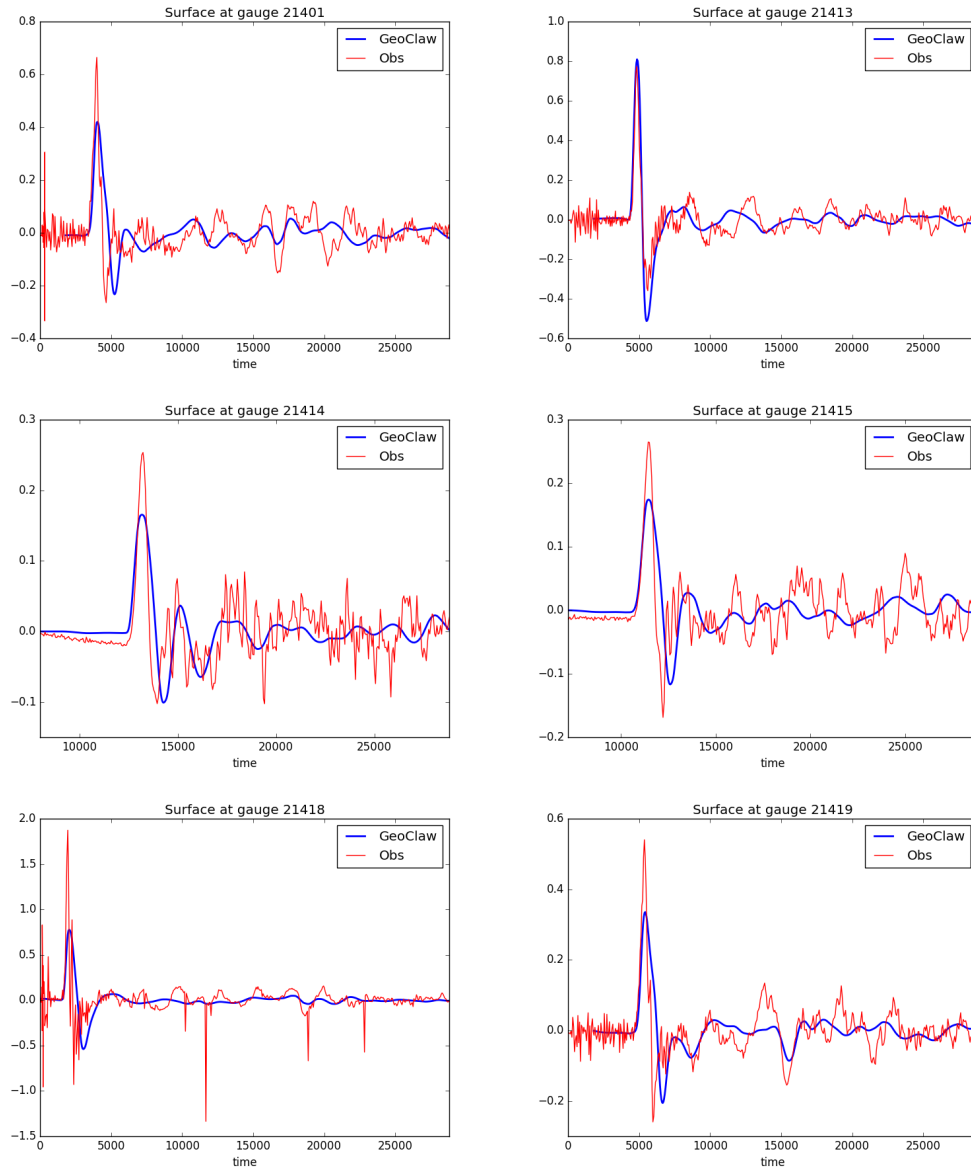 Surface at gauge 21401
GeoClaw
Obs
0.8
0.6
0.4
0.2
0.0
−0.2
−0.4
0 5000 10000 15000 20000 25000
time
Surface at gauge 21413
GeoClaw
Obs
1.0
0.8
0.6
0.4
0.2
0.0
−0.2
−0.4
−0.6
0 5000 10000 15000 20000 25000
time
Surface at gauge 21414
GeoClaw
Obs
0.3
0.2
0.1
0.0
−0.1
10000 15000 20000 25000
time
Surface at gauge 21415
GeoClaw
Obs
0.3
0.2
0.1
0.0
−0.1
−0.2
10000 15000 20000 25000
time
Surface at gauge 21418
GeoClaw
Obs
2.0
1.5
1.0
0.5
0.0
−0.5
−1.0
−1.5
0 5000 10000 15000 20000 25000
time
Surface at gauge 21419
GeoClaw
Obs
0.6
0.4
0.2
0.0
−0.2
0 5000 10000 15000 20000 25000
time